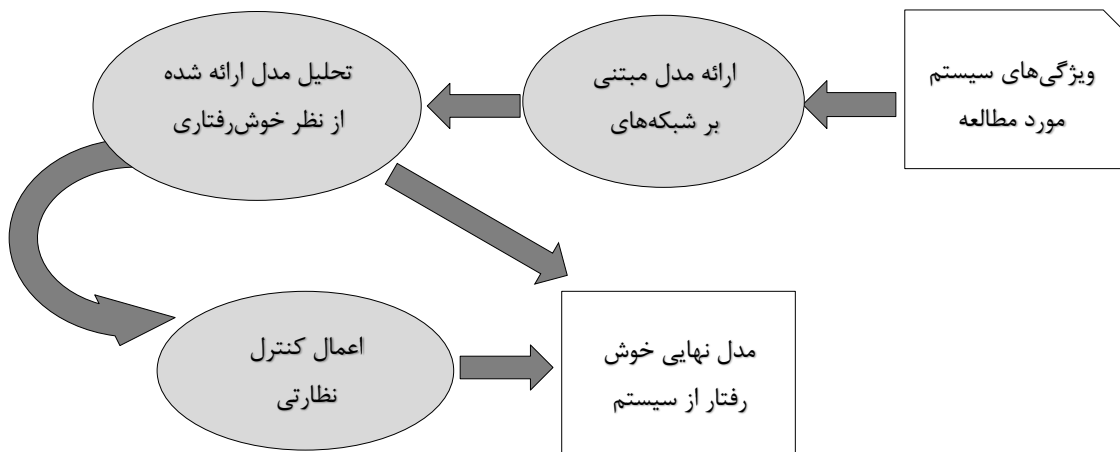 ویژگی‌های سیستم
مورد مطالعه
ارائه مدل مبتنی
بر شبکه‌های
تحلیل مدل ارائه شده
از نظر خوش‌رفتاری
اعمال کنترل
نظارتی
مدل نهایی خوش
رفتار از سیستم